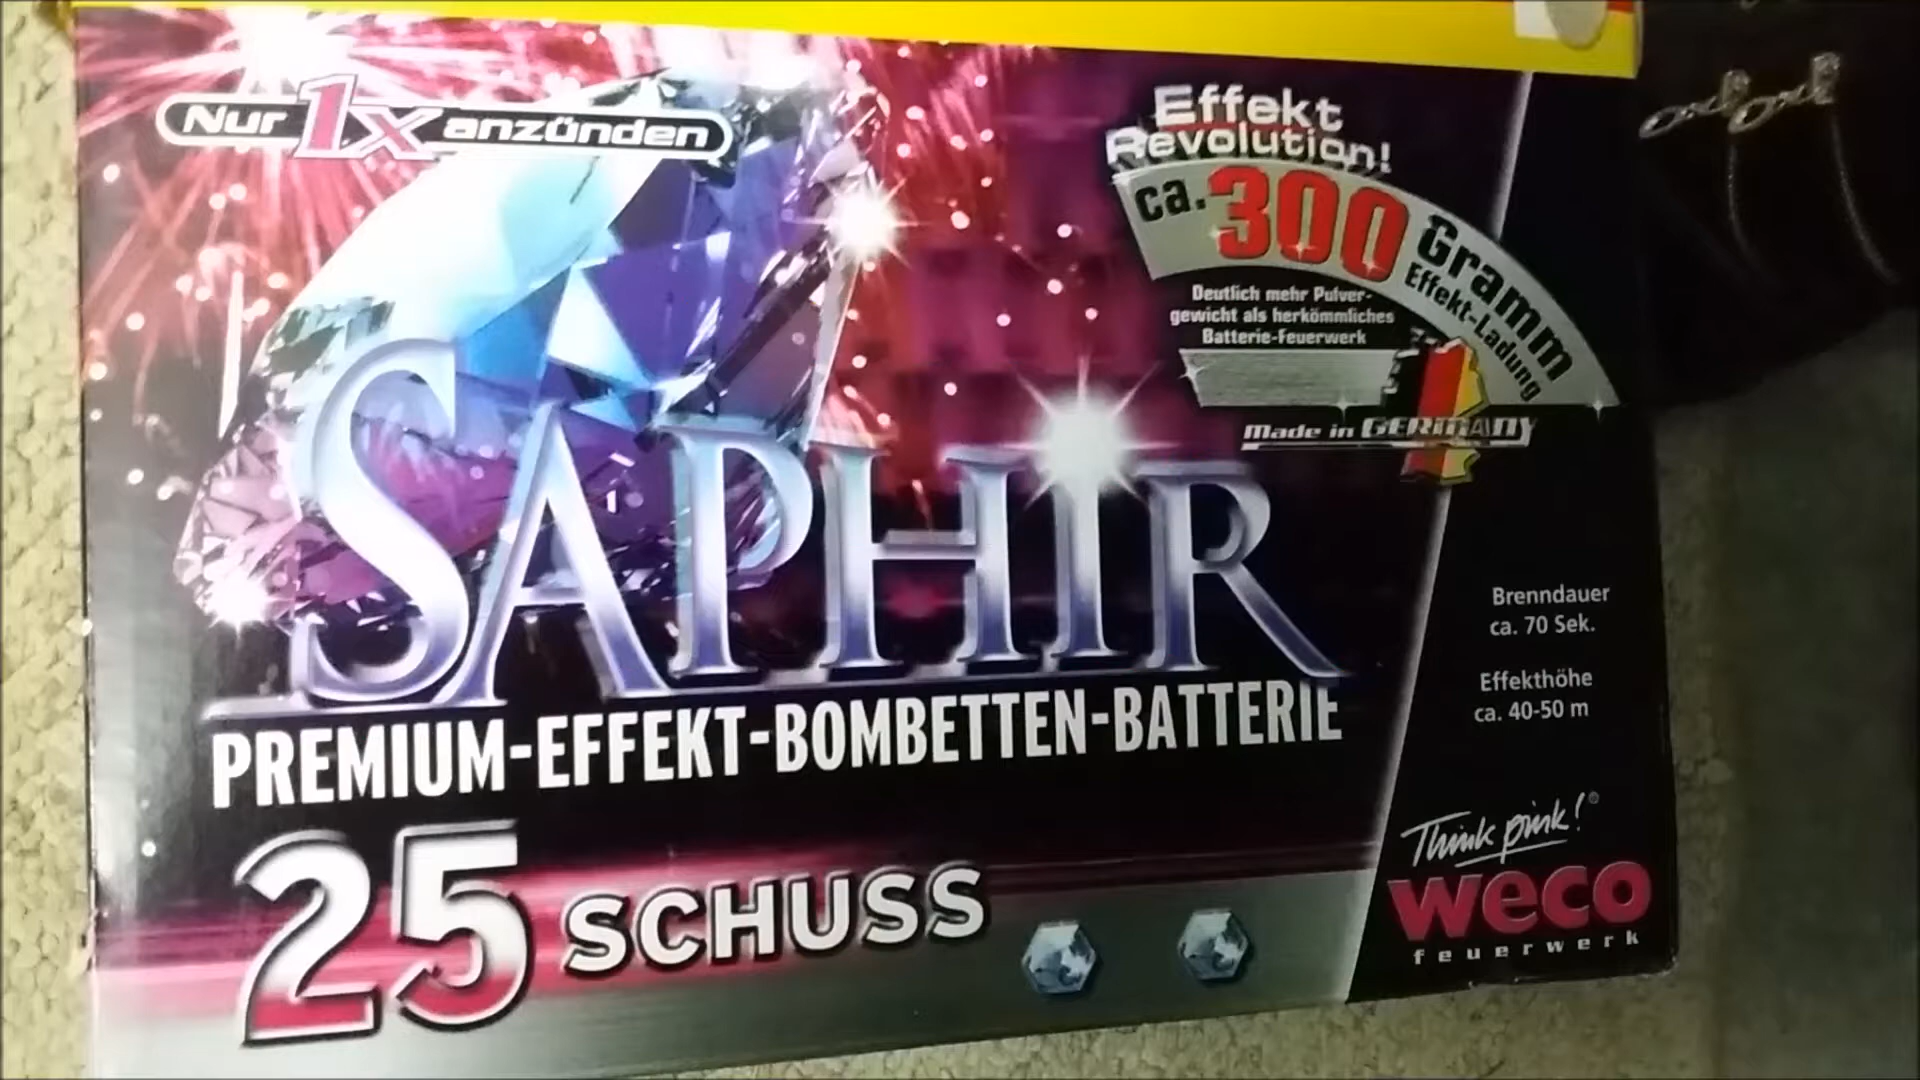 Nur 1x anzünden
Effekt
Revolution!
ca. 300 Gramm
Effekt-Ladung
Deutlich mehr Pulver-
gewicht als herkömmliches
Batterie-Feuerwerk
Made in GERMANY
SAPHIR
PREMIUM-EFFEKT-BOMBETTEN-BATTERIE
25 SCHUSS
Brenndauer
ca. 70 Sek.
Effekthöhe
ca. 40-50 m
Think pink!®
weco
feuerwerk